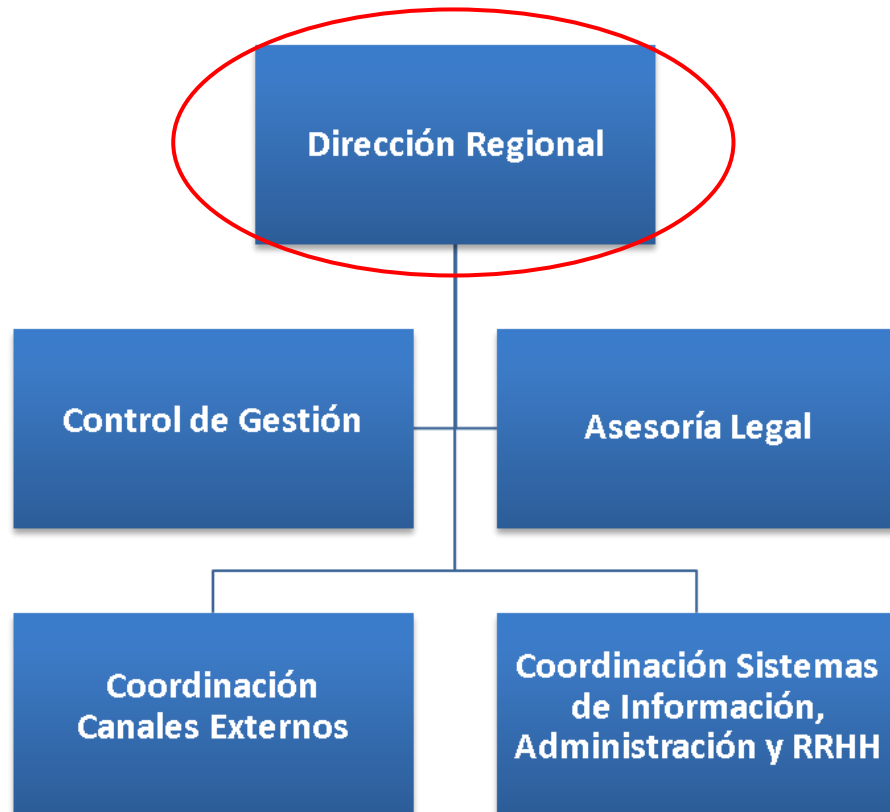 Dirección Regional
Control de Gestión
Asesoría Legal
Coordinación
Canales Externos
Coordinación Sistemas
de Información,
Administración y RRHH